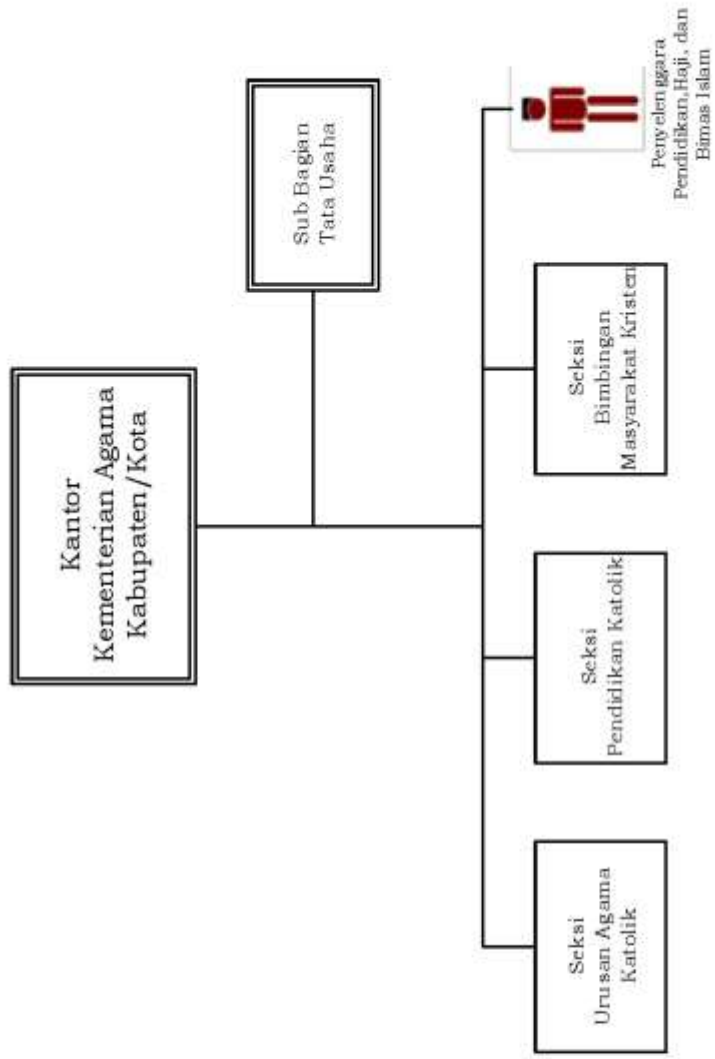 Kantor
Kementerian Agama
Kabupaten/Kota
Sub Bagian
Tata Usaha
Seksi
Urusan Agama
Katolik
Seksi
Pendidikan Katolik
Seksi
Bimbingan
Masyarakat Kristen
Penyelenggara
Pendidikan,Haji, dan
Bimas Islam